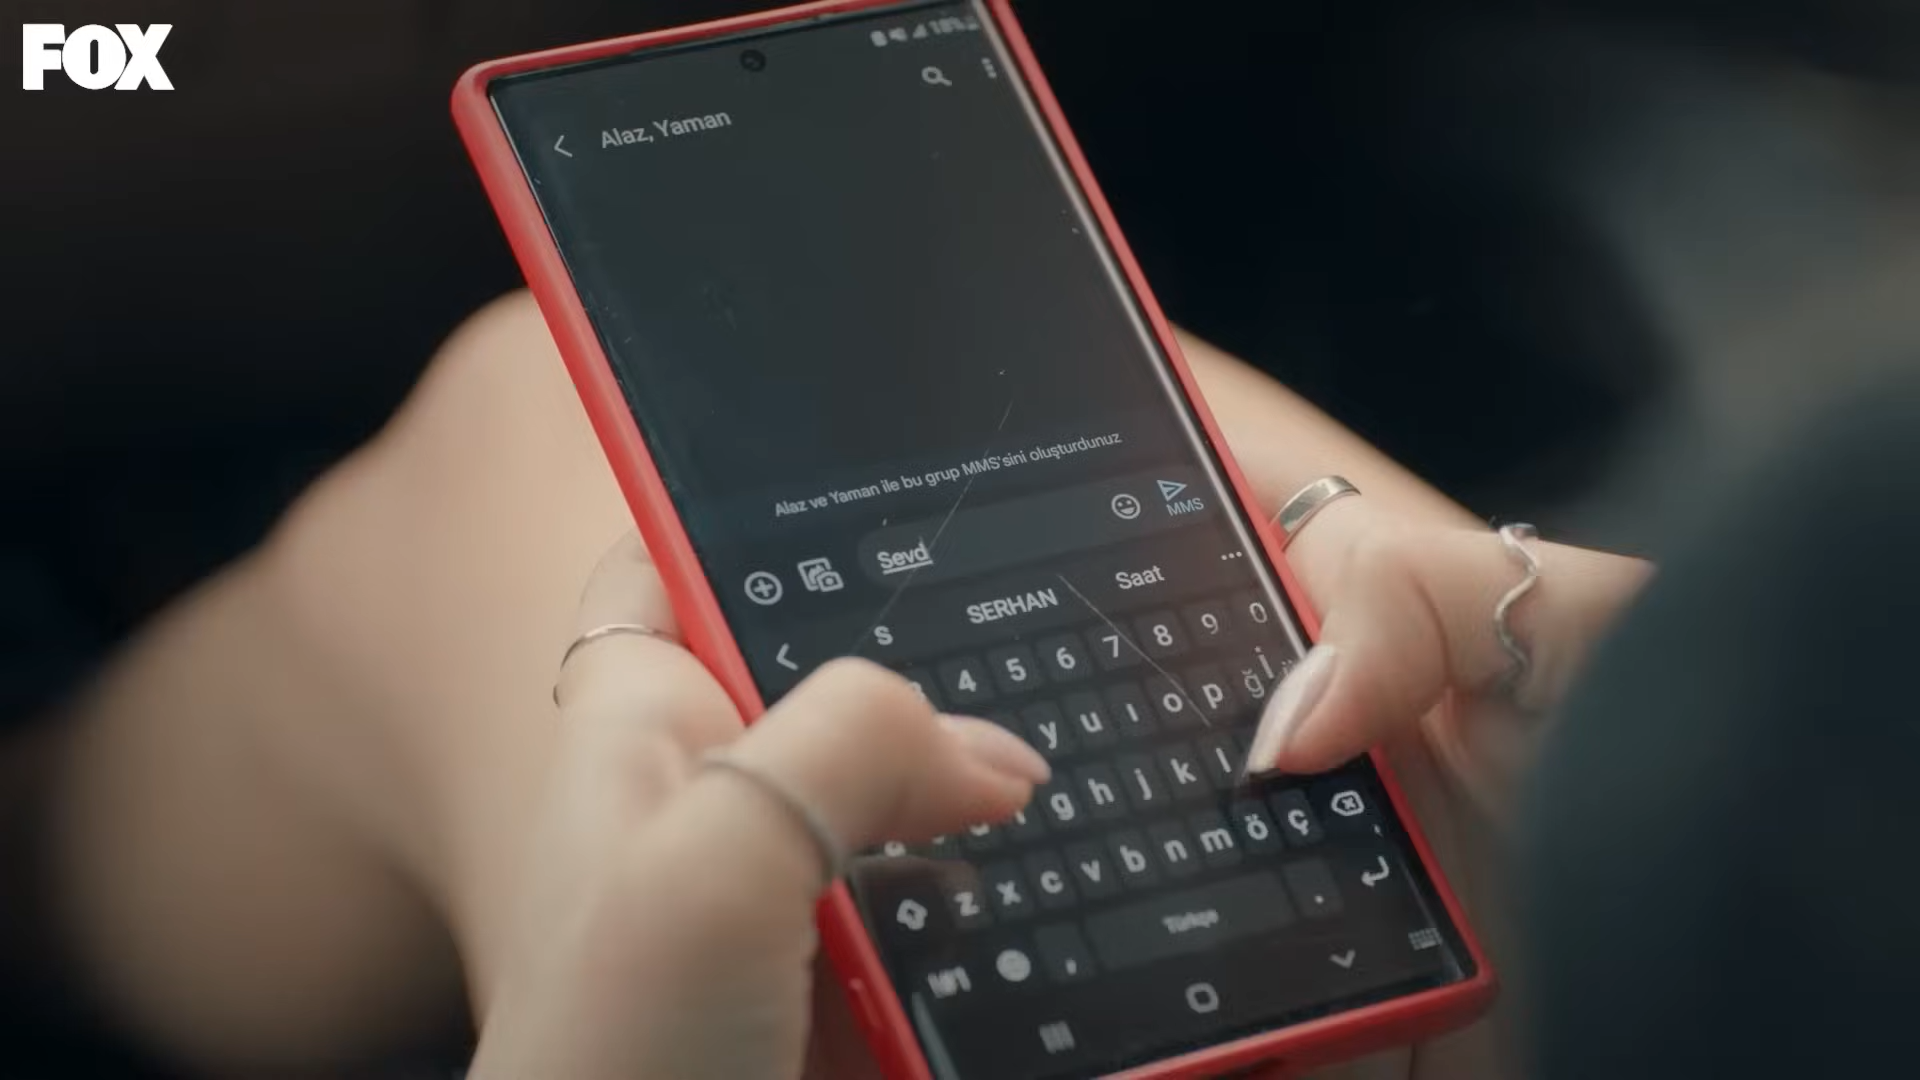 FOX
18%
Alaz, Yaman
Alaz ve Yaman ile bu grup MMS'sini oluşturdunuz
Sevd
MMS
S SERHAN Saat
4 5 6 7 8 9 0
y u ı o p ğ
g h j k l i
z x c v b n m ö ç
, Türkçe .